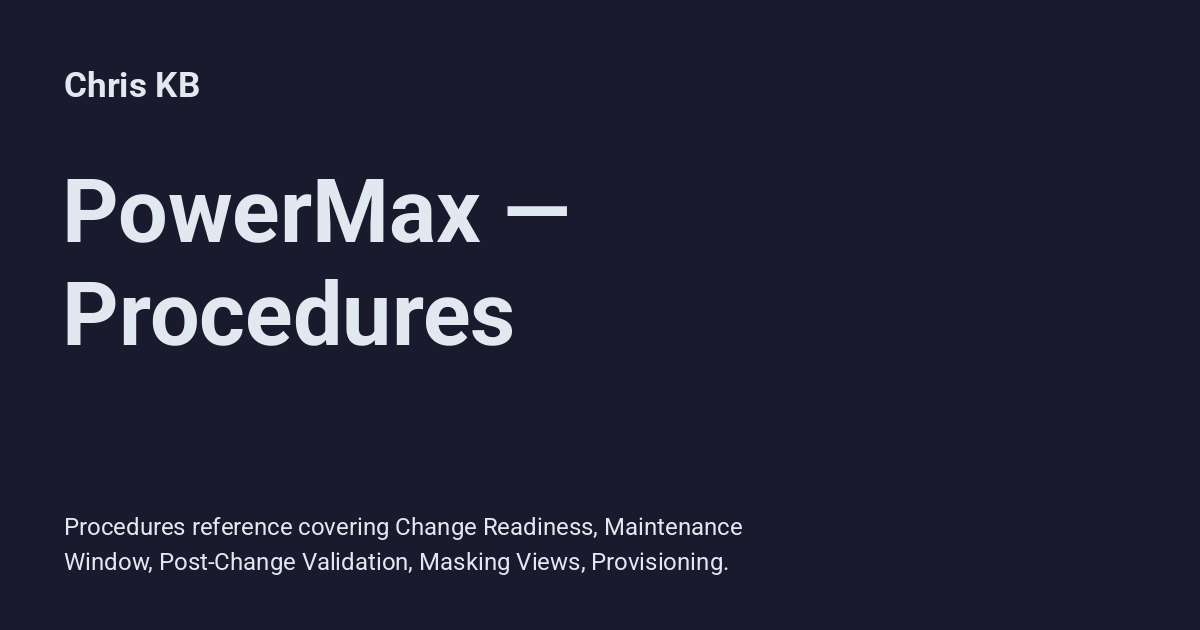 Chris KB
PowerMax —
Procedures
Procedures reference covering Change Readiness, Maintenance
Window, Post-Change Validation, Masking Views, Provisioning.